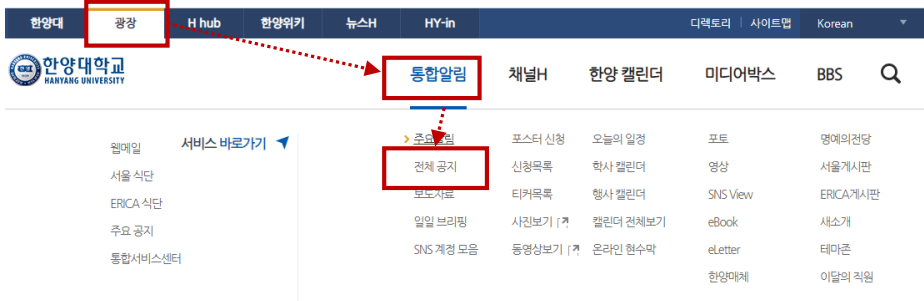 한양대 광장 H hub 한양위키 뉴스H HY-in 디렉토리 사이트맵 Korean
한양대학교
HANYANG UNIVERSITY
통합알림 채널H 한양 캘린더 미디어박스 BBS
서비스 바로가기
웹메일
서울 식단
ERICA 식단
주요 공지
통합서비스센터
주요알림
전체 공지
보도자료
일일 브리핑
SNS 계정 모음
포스터 신청
신청목록
티커목록
사진보기
동영상보기
오늘의 일정
학사 캘린더
행사 캘린더
캘린더 전체보기
온라인 현수막
포토
영상
SNS View
eBook
eLetter
한양매체
명예의전당
서울게시판
ERICA게시판
새소개
테마존
이달의 직원